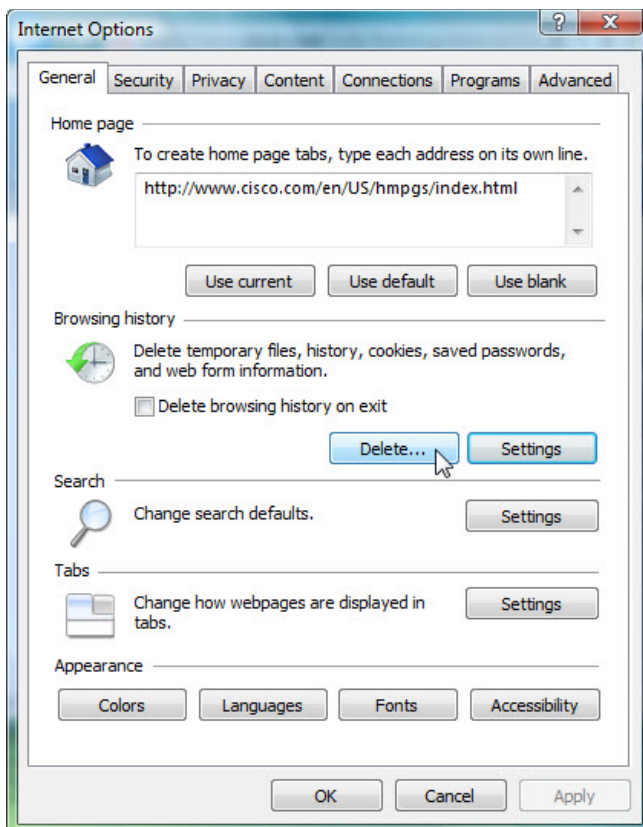 Internet Options
General Security Privacy Content Connections Programs Advanced
Home page
To create home page tabs, type each address on its own line.
http://www.cisco.com/en/US/hmpgs/index.html
Use current Use default Use blank
Browsing history
Delete temporary files, history, cookies, saved passwords,
and web form information.
Delete browsing history on exit
Delete... Settings
Search
Change search defaults. Settings
Tabs
Change how webpages are displayed in Settings
tabs.
Appearance
Colors Languages Fonts Accessibility
OK Cancel Apply